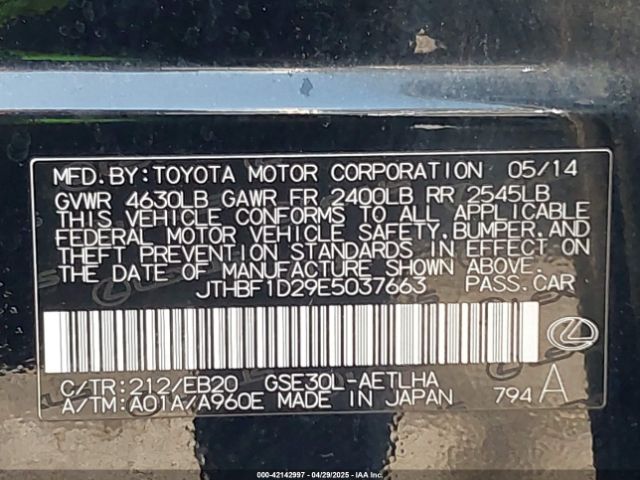 MFD.BY:TOYOTA MOTOR CORPORATION 05/14
GVWR 4630LB GAWR FR 2400LB RR 2545LB
THIS VEHICLE CONFORMS TO ALL APPLICABLE
FEDERAL MOTOR VEHICLE SAFETY,BUMPER,AND
THEFT PREVENTION STANDARDS IN EFFECT ON
THE DATE OF MANUFACTURE SHOWN ABOVE.
JTHBF1D29E5037663 PASS.CAR
C/TR:212/EB20 GSE30L-AETLHA
A/TM:A01A/A960E MADE IN JAPAN 794 A
000-42142997 04/29/2025 IAA, Inc.